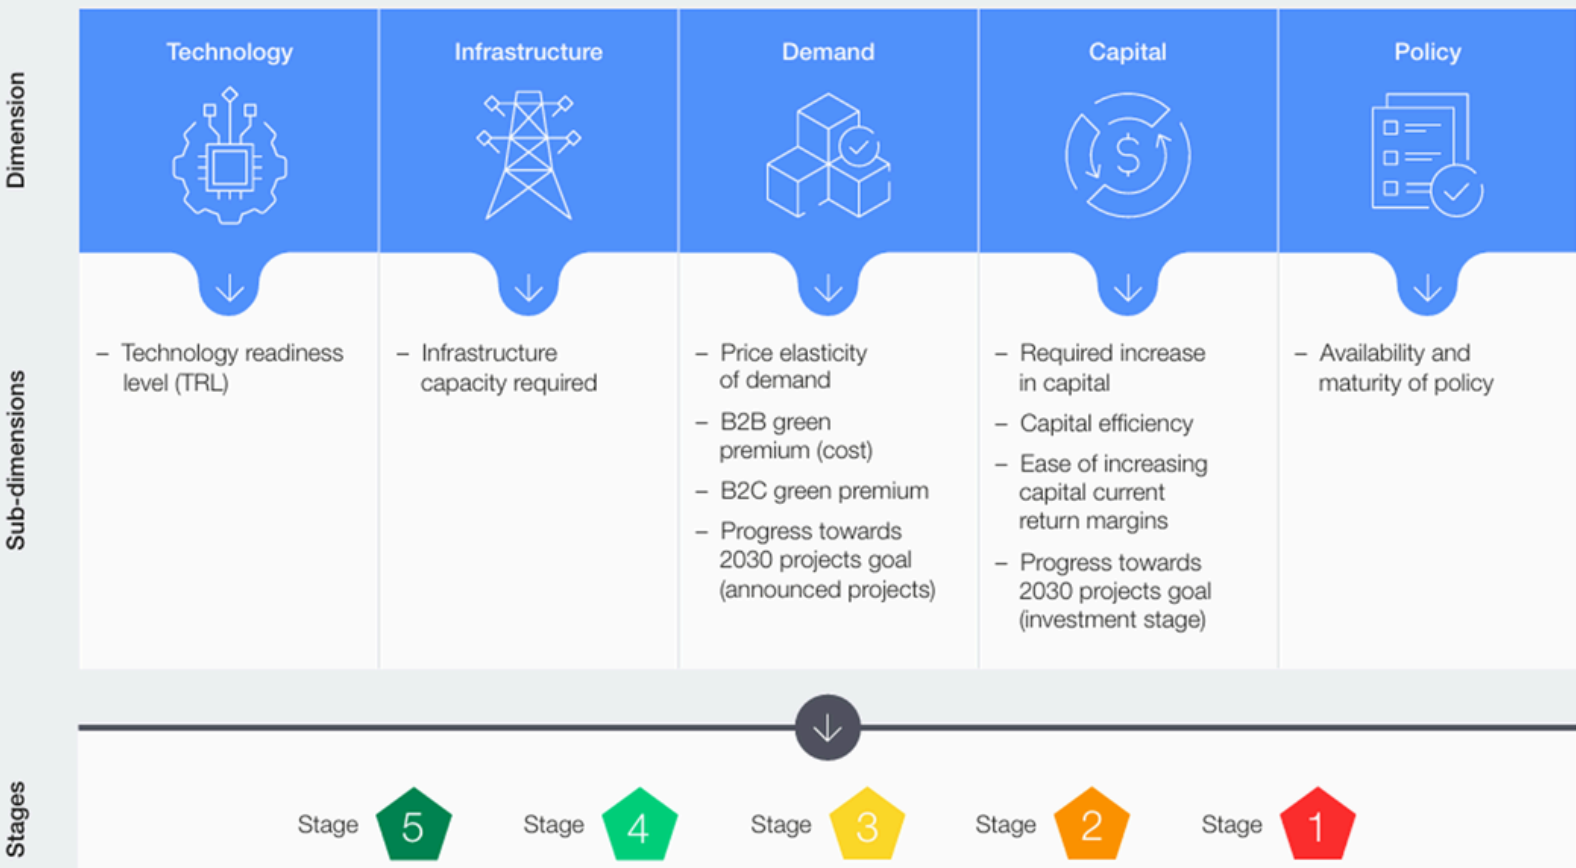 Dimension
Technology
Infrastructure
Demand
Capital
$
Policy
Sub-dimensions
– Technology readiness
level (TRL)
– Infrastructure
capacity required
– Price elasticity
of demand
– B2B green
premium (cost)
– B2C green premium
– Progress towards
2030 projects goal
(announced projects)
– Required increase
in capital
– Capital efficiency
– Ease of increasing
capital current
return margins
– Progress towards
2030 projects goal
(investment stage)
– Availability and
maturity of policy
Stages
Stage 5
Stage 4
Stage 3
Stage 2
Stage 1